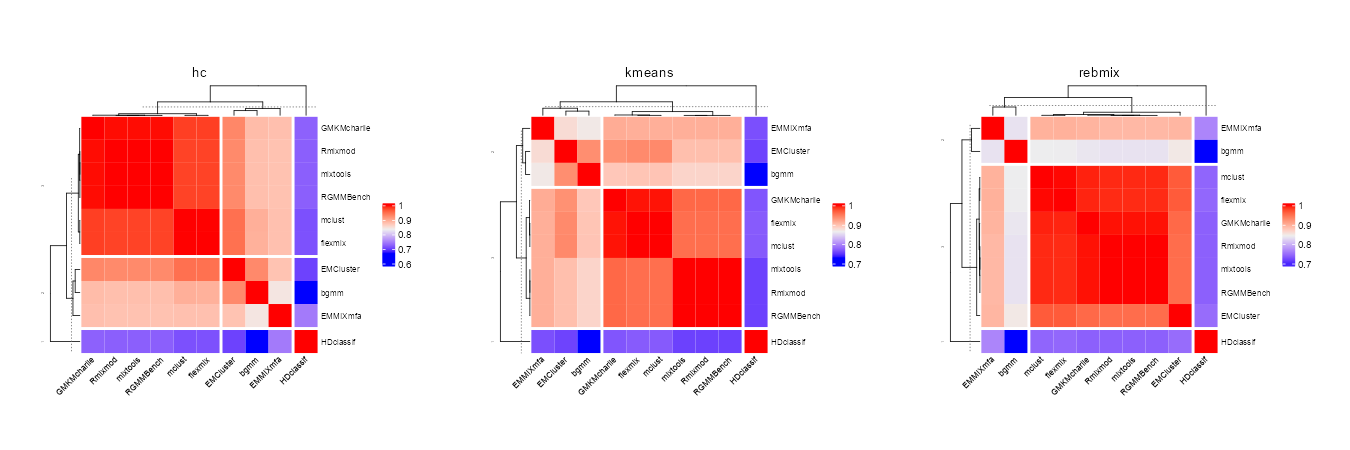 hc
GMKMcharlie
Rmixmod
mixtools
RGMMBench
mclust
flexmix
EMCluster
bgmm
EMMIXmfa
HDclassif
GMKMcharlie
Rmixmod
mixtools
RGMMBench
mclust
flexmix
EMCluster
bgmm
EMMIXmfa
HDclassif
1
0.9
0.8
0.7
0.6
kmeans
EMMIXmfa
EMCluster
bgmm
GMKMcharlie
flexmix
mclust
mixtools
Rmixmod
RGMMBench
HDclassif
EMMIXmfa
EMCluster
bgmm
GMKMcharlie
flexmix
mclust
mixtools
Rmixmod
RGMMBench
HDclassif
1
0.9
0.8
0.7
rebmix
EMMIXmfa
bgmm
mclust
flexmix
GMKMcharlie
Rmixmod
mixtools
RGMMBench
EMCluster
HDclassif
EMMIXmfa
bgmm
mclust
flexmix
GMKMcharlie
Rmixmod
mixtools
RGMMBench
EMCluster
HDclassif
1
0.9
0.8
0.7